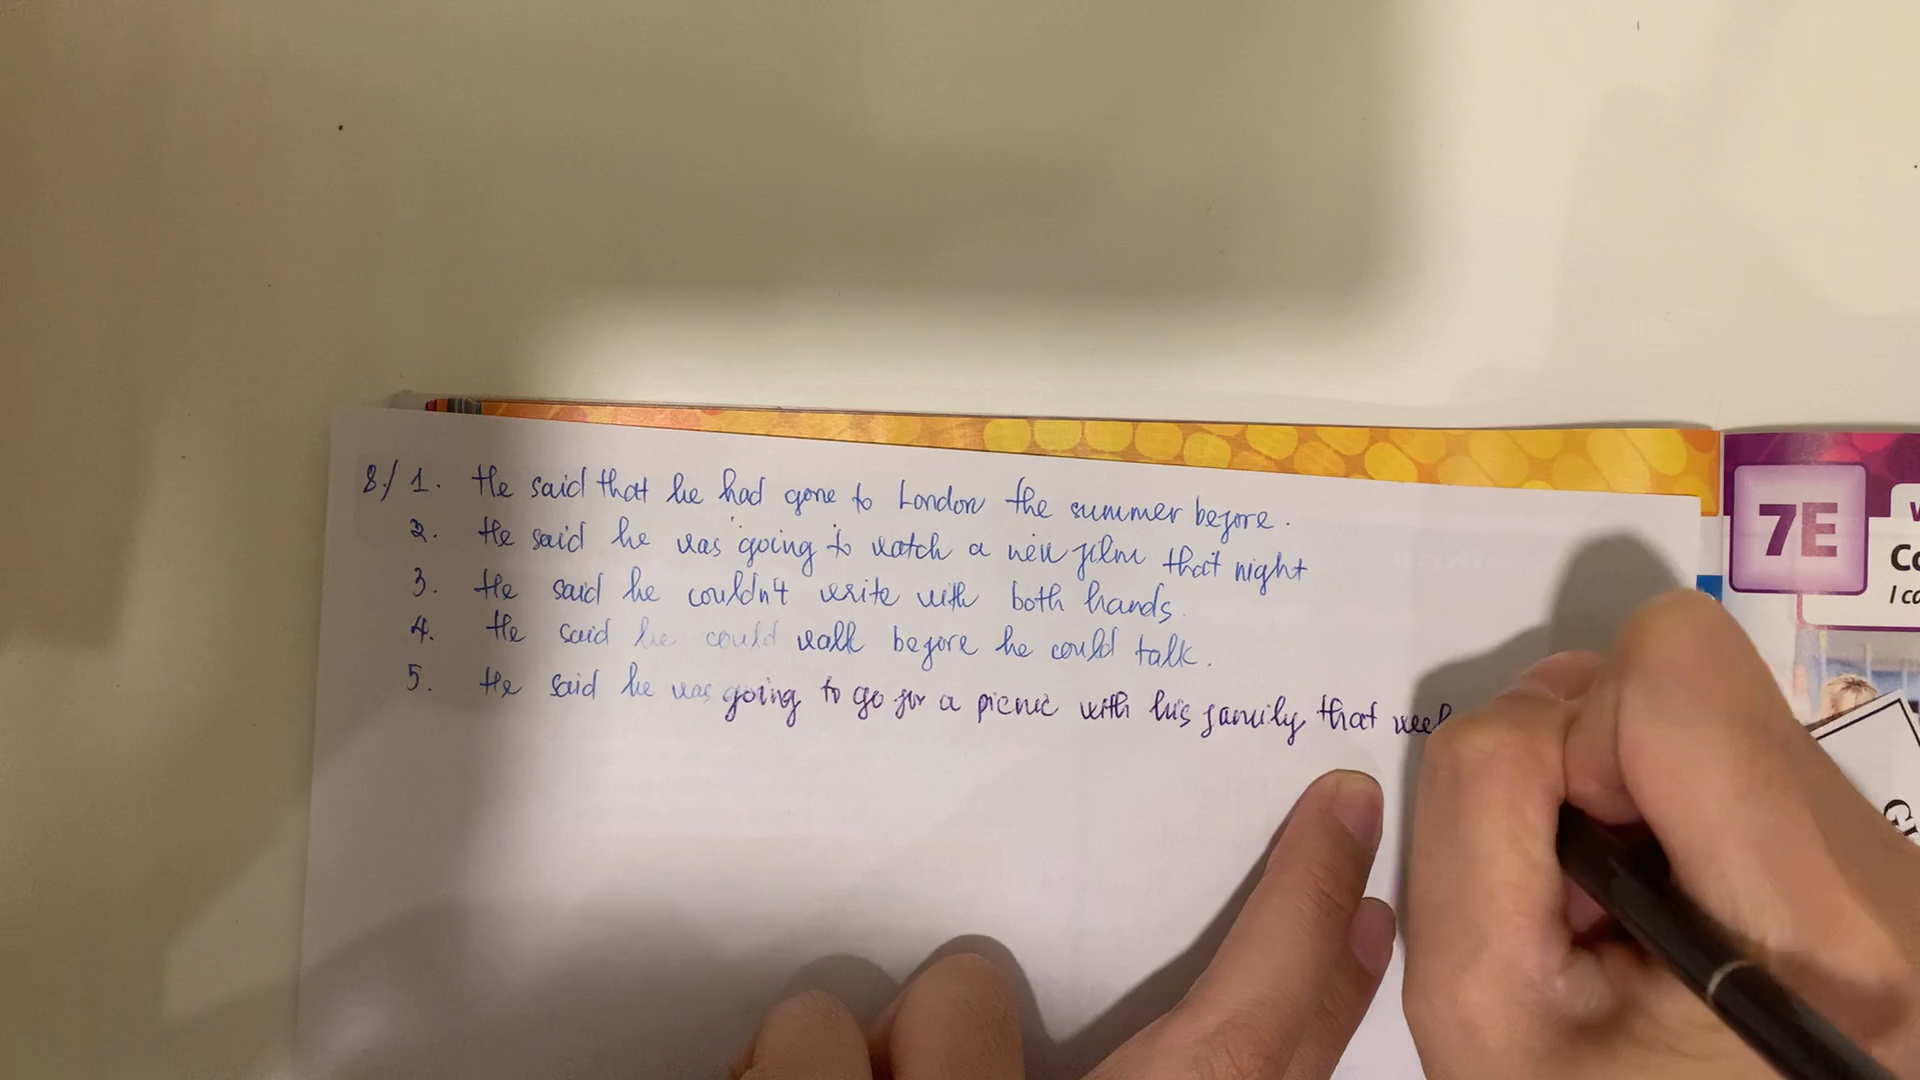 8./ 1. He said that he had gone to London the summer before.
2. He said he was going to watch a new film that night
3. He said he couldn't write with both hands.
4. He said he could walk before he could talk.
5. He said he was going to go for a picnic with his family that
7E
I ca